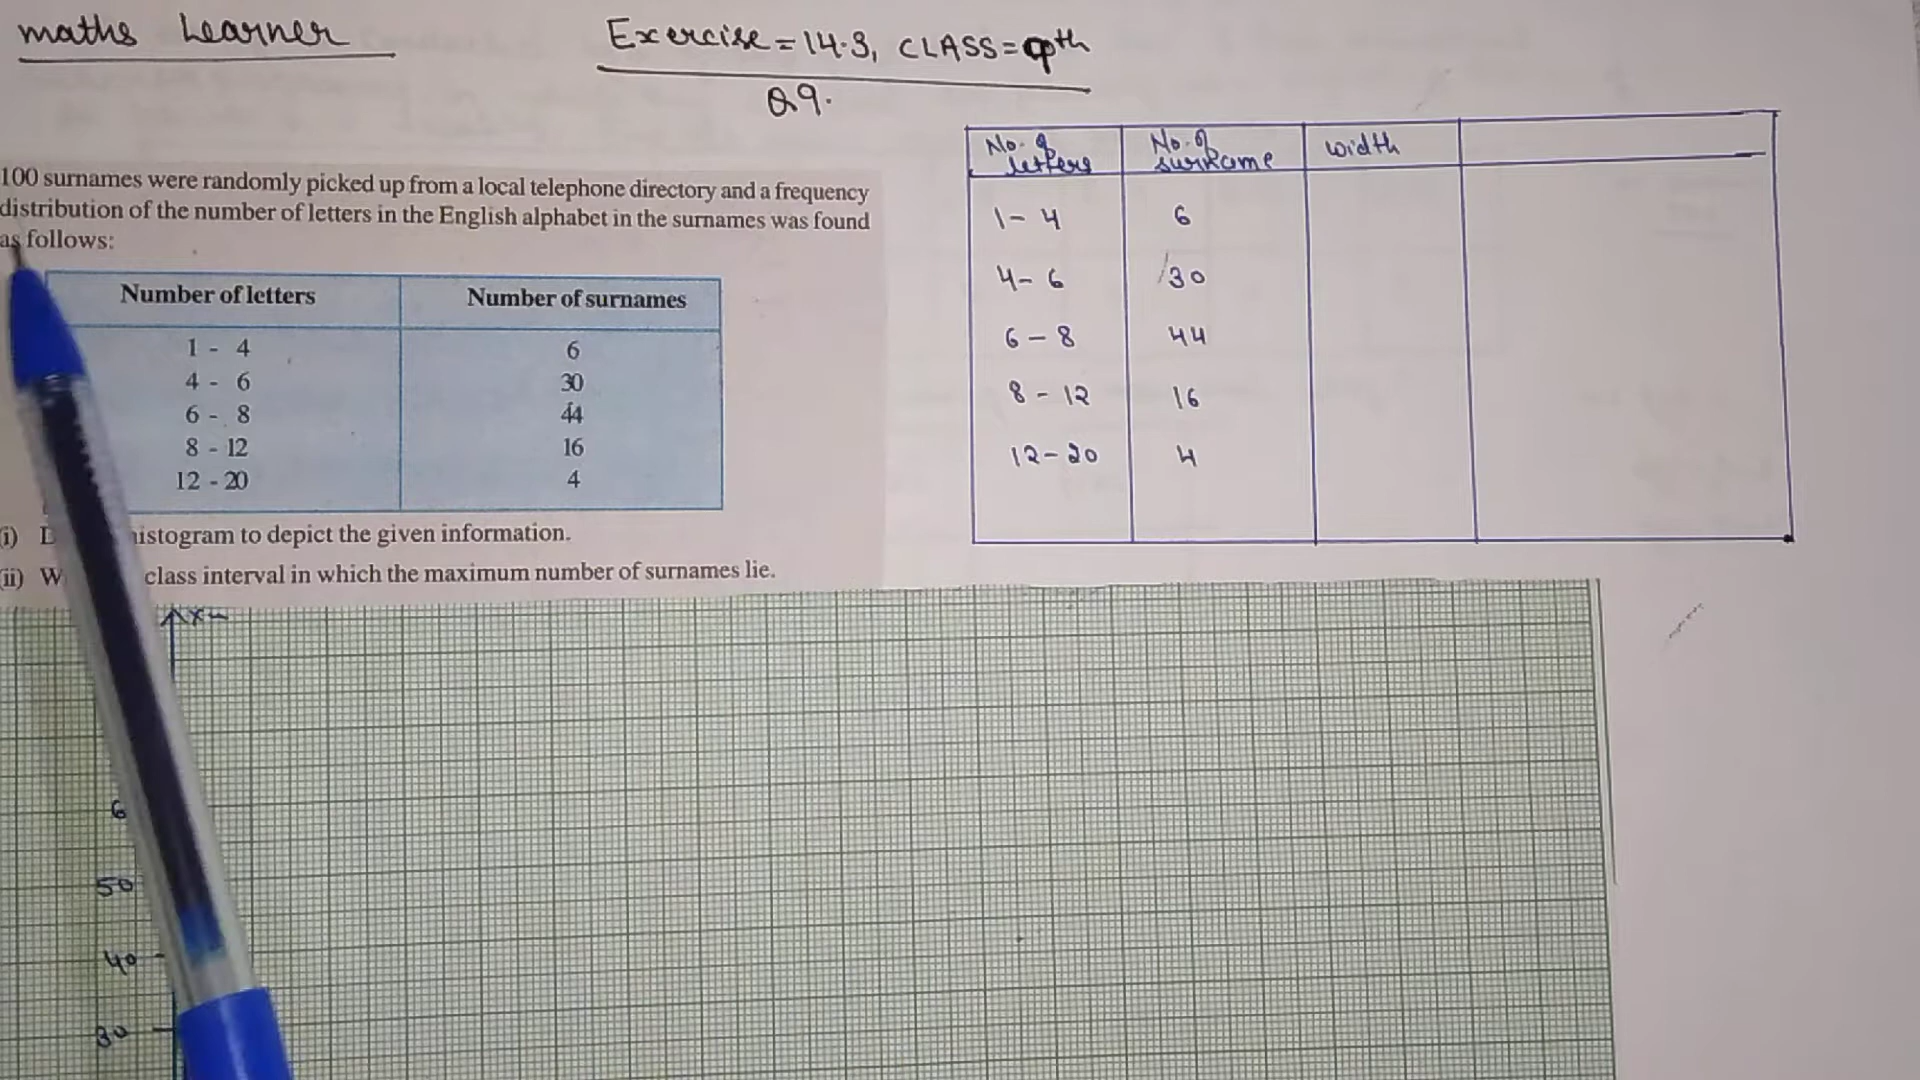 maths Learner
Exercise = 14.3, CLASS = 9th
Q9.
100 surnames were randomly picked up from a local telephone directory and a frequency
distribution of the number of letters in the English alphabet in the surnames was found
as follows:
Number of letters Number of surnames
1 - 4 6
4 - 6 30
6 - 8 44
8 - 12 16
12 - 20 4
(i) histogram to depict the given information.
(ii) class interval in which the maximum number of surnames lie.
No. of letters No. of surname width
1 - 4 6
4 - 6 30
6 - 8 44
8 - 12 16
12 - 20 4
6
50
40
30